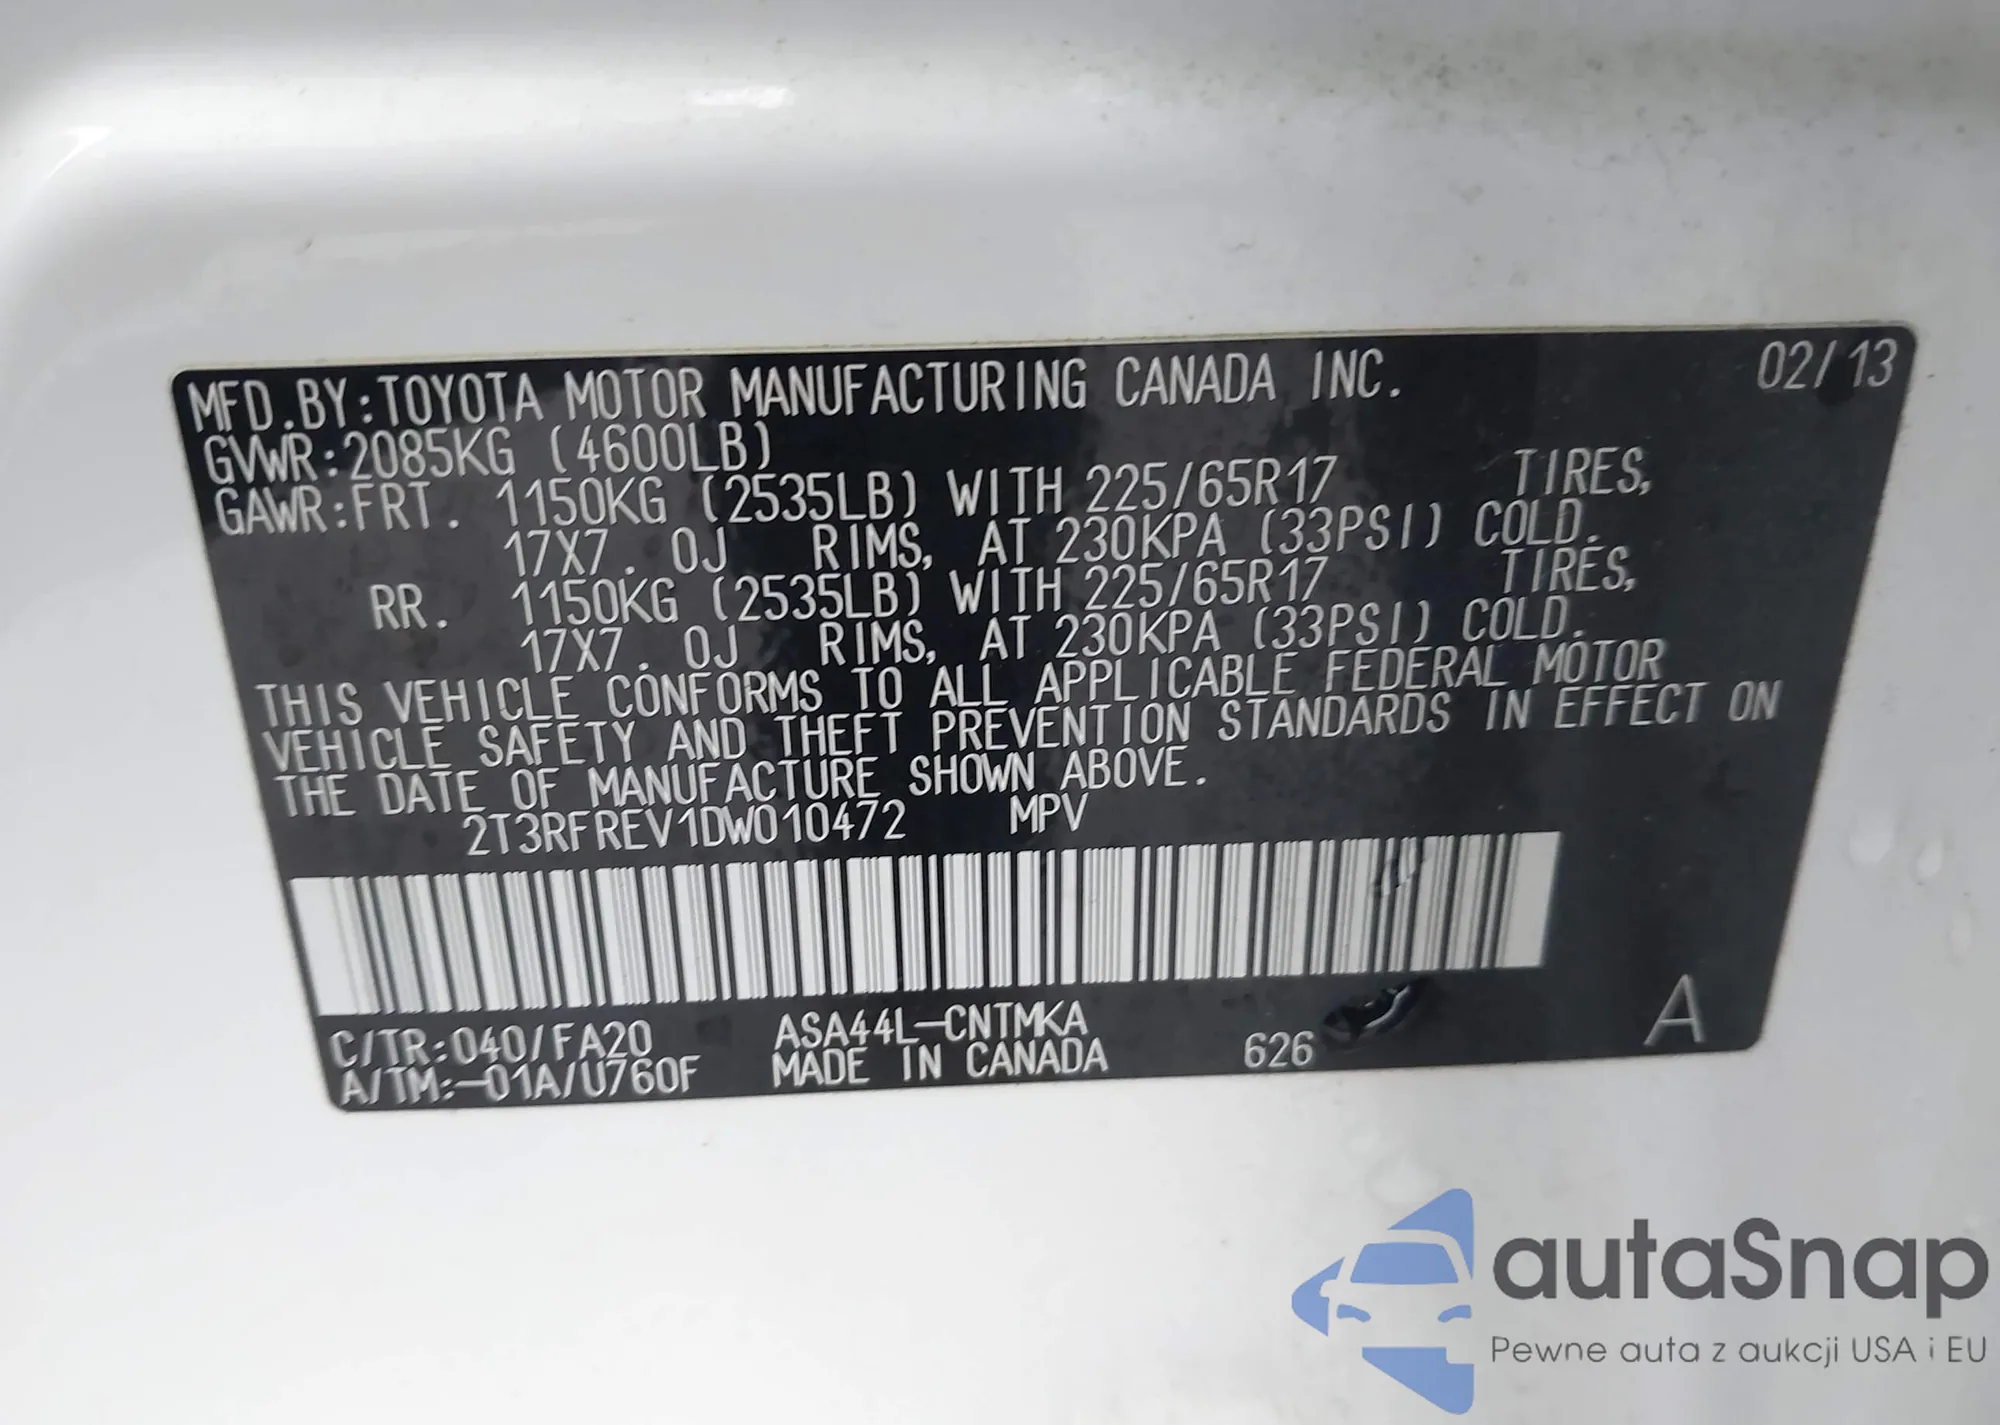 MFD.BY:TOYOTA MOTOR MANUFACTURING CANADA INC. 02/13
GVWR:2085KG (4600LB)
GAWR:FRT. 1150KG (2535LB) WITH 225/65R17 TIRES,
17X7.0J RIMS, AT 230KPA (33PSI) COLD.
RR. 1150KG (2535LB) WITH 225/65R17 TIRES,
17X7.0J RIMS, AT 230KPA (33PSI) COLD.
THIS VEHICLE CONFORMS TO ALL APPLICABLE FEDERAL MOTOR
VEHICLE SAFETY AND THEFT PREVENTION STANDARDS IN EFFECT ON
THE DATE OF MANUFACTURE SHOWN ABOVE.
2T3RFREV1DW010472 MPV
C/TR:040/FA20 ASA44L-CNTMKA
A/TM:-01A/U760F MADE IN CANADA 626 A
autaSnap
Pewne auta z aukcji USA i EU